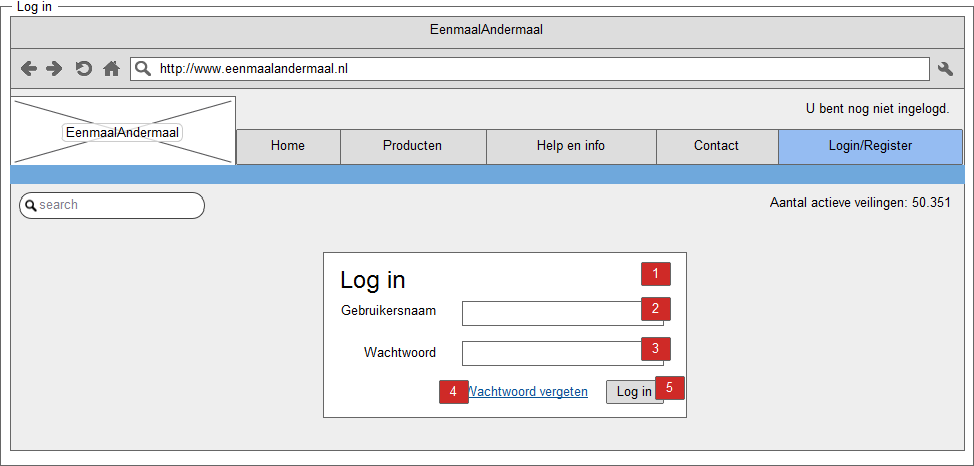 Log in
EenmaalAndermaal
http://www.eenmaalandermaal.nl
U bent nog niet ingelogd.
EenmaalAndermaal
Home
Producten
Help en info
Contact
Login/Register
search
Aantal actieve veilingen: 50.351
Log in
1
Gebruikersnaam
2
Wachtwoord
3
4
Wachtwoord vergeten
Log in
5